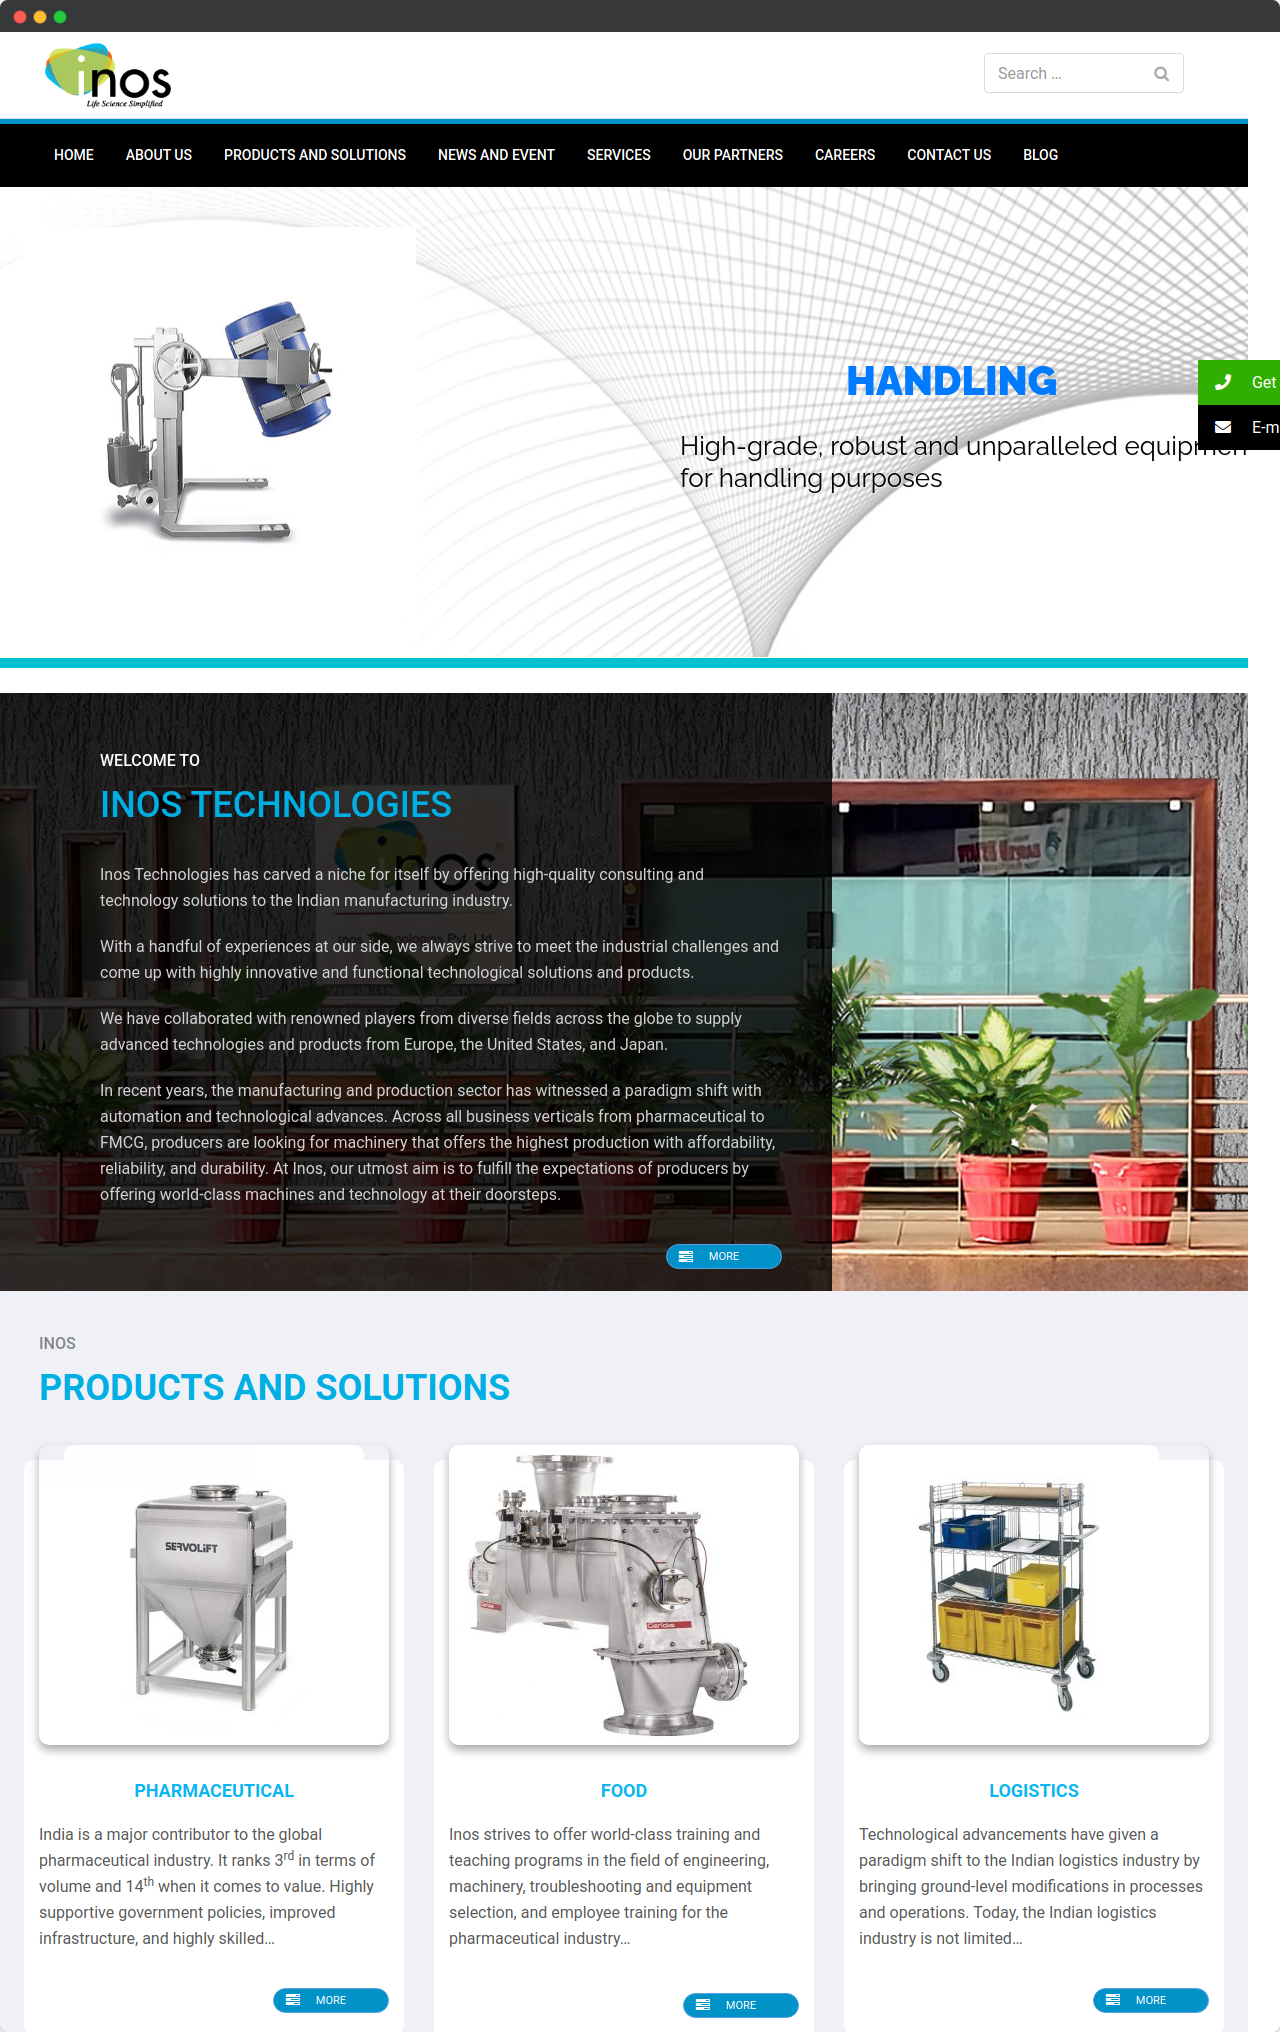 inos
Life Science Simplified
Search ...
HOME ABOUT US PRODUCTS AND SOLUTIONS NEWS AND EVENT SERVICES OUR PARTNERS CAREERS CONTACT US BLOG
HANDLING
High-grade, robust and unparalleled equipmen
for handling purposes
Get
E-m
WELCOME TO
INOS TECHNOLOGIES
inos
Inos Technologies has carved a niche for itself by offering high-quality consulting and
technology solutions to the Indian manufacturing industry.
inos Technologies Pvt. Ltd.
With a handful of experiences at our side, we always strive to meet the industrial challenges and
come up with highly innovative and functional technological solutions and products.
We have collaborated with renowned players from diverse fields across the globe to supply
advanced technologies and products from Europe, the United States, and Japan.
In recent years, the manufacturing and production sector has witnessed a paradigm shift with
automation and technological advances. Across all business verticals from pharmaceutical to
FMCG, producers are looking for machinery that offers the highest production with affordability,
reliability, and durability. At Inos, our utmost aim is to fulfill the expectations of producers by
offering world-class machines and technology at their doorsteps.
MORE
INOS
PRODUCTS AND SOLUTIONS
SERVOLIFT
Gericke
PHARMACEUTICAL
India is a major contributor to the global
pharmaceutical industry. It ranks 3rd in terms of
volume and 14th when it comes to value. Highly
supportive government policies, improved
infrastructure, and highly skilled...
MORE
FOOD
Inos strives to offer world-class training and
teaching programs in the field of engineering,
machinery, troubleshooting and equipment
selection, and employee training for the
pharmaceutical industry...
MORE
LOGISTICS
Technological advancements have given a
paradigm shift to the Indian logistics industry by
bringing ground-level modifications in processes
and operations. Today, the Indian logistics
industry is not limited...
MORE